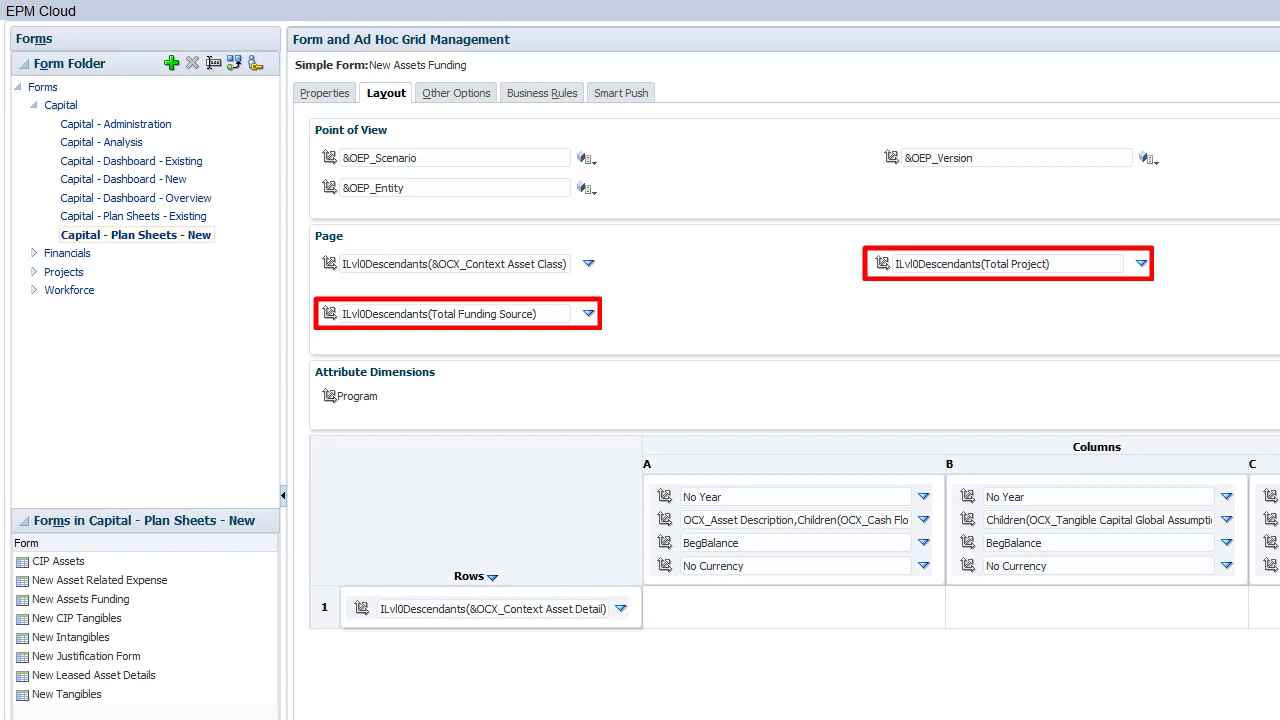 EPM Cloud
Forms
Form Folder
Forms
Capital
Capital - Administration
Capital - Analysis
Capital - Dashboard - Existing
Capital - Dashboard - New
Capital - Dashboard - Overview
Capital - Plan Sheets - Existing
Capital - Plan Sheets - New
Financials
Projects
Workforce
Forms in Capital - Plan Sheets - New
Form
CIP Assets
New Asset Related Expense
New Assets Funding
New CIP Tangibles
New Intangibles
New Justification Form
New Leased Asset Details
New Tangibles
Form and Ad Hoc Grid Management
Simple Form:New Assets Funding
Properties Layout Other Options Business Rules Smart Push
Point of View
&OEP_Scenario &OEP_Version
&OEP_Entity
Page
ILvl0Descendants(&OCX_Context Asset Class) ILvl0Descendants(Total Project)
ILvl0Descendants(Total Funding Source)
Attribute Dimensions
Program
Columns
A B C
No Year No Year
OCX_Asset Description,Children(OCX_Cash Flo Children(OCX_Tangible Capital Global Assumpti
BegBalance BegBalance
No Currency No Currency
Rows
1 ILvl0Descendants(&OCX_Context Asset Detail)